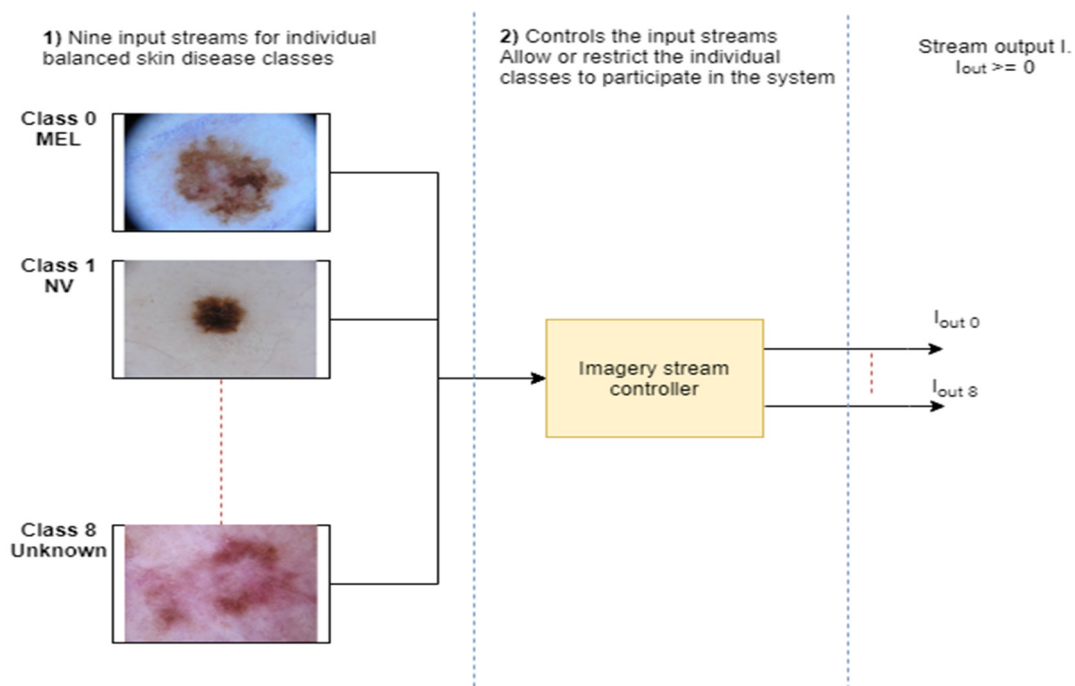 1) Nine input streams for individual
balanced skin disease classes
2) Controls the input streams
Allow or restrict the individual
classes to participate in the system
Stream output I.
Iout >= 0
Class 0
MEL
Class 1
NV
Class 8
Unknown
Imagery stream
controller
Iout 0
Iout 8